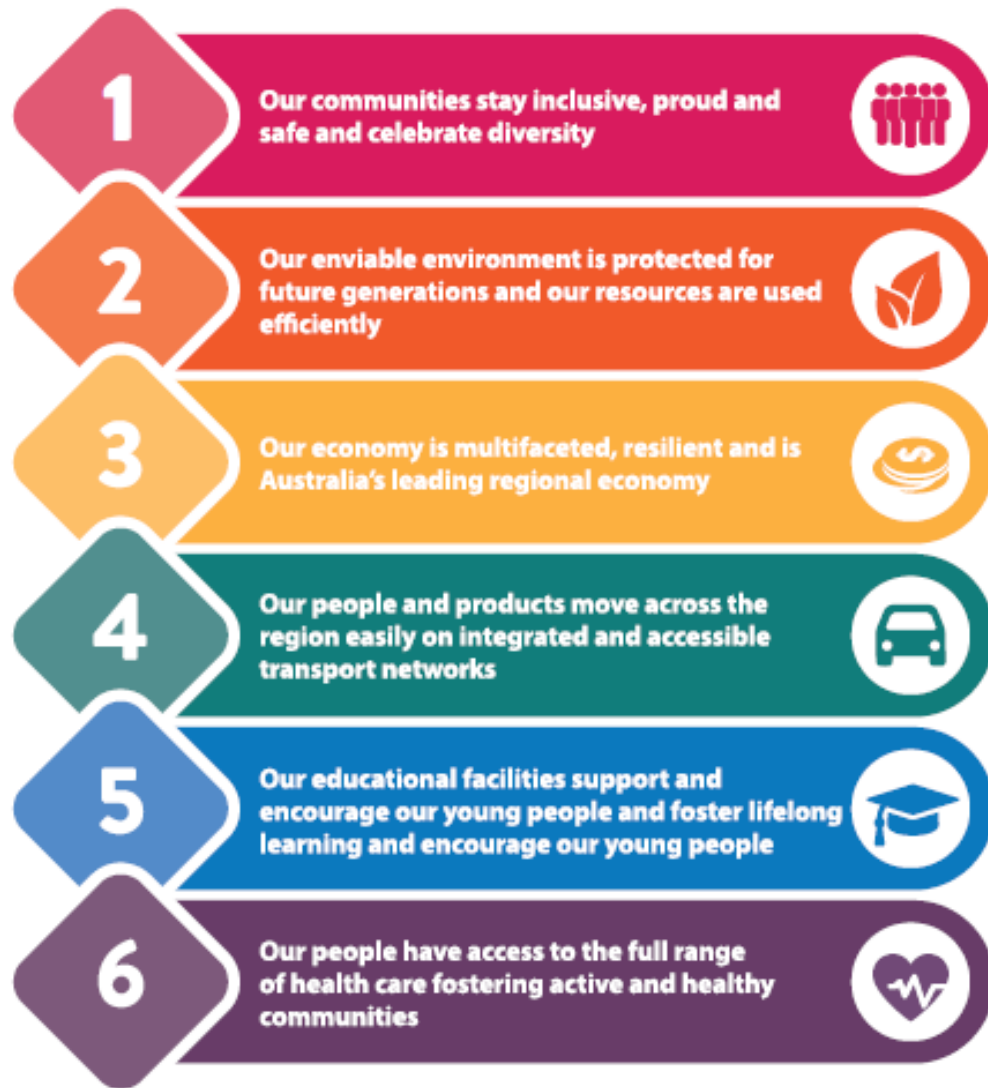 1
Our communities stay inclusive, proud and
safe and celebrate diversity
2
Our enviable environment is protected for
future generations and our resources are used
efficiently
3
Our economy is multifaceted, resilient and is
Australia's leading regional economy
$
4
Our people and products move across the
region easily on integrated and accessible
transport networks
5
Our educational facilities support and
encourage our young people and foster lifelong
learning and encourage our young people
6
Our people have access to the full range
of health care fostering active and healthy
communities